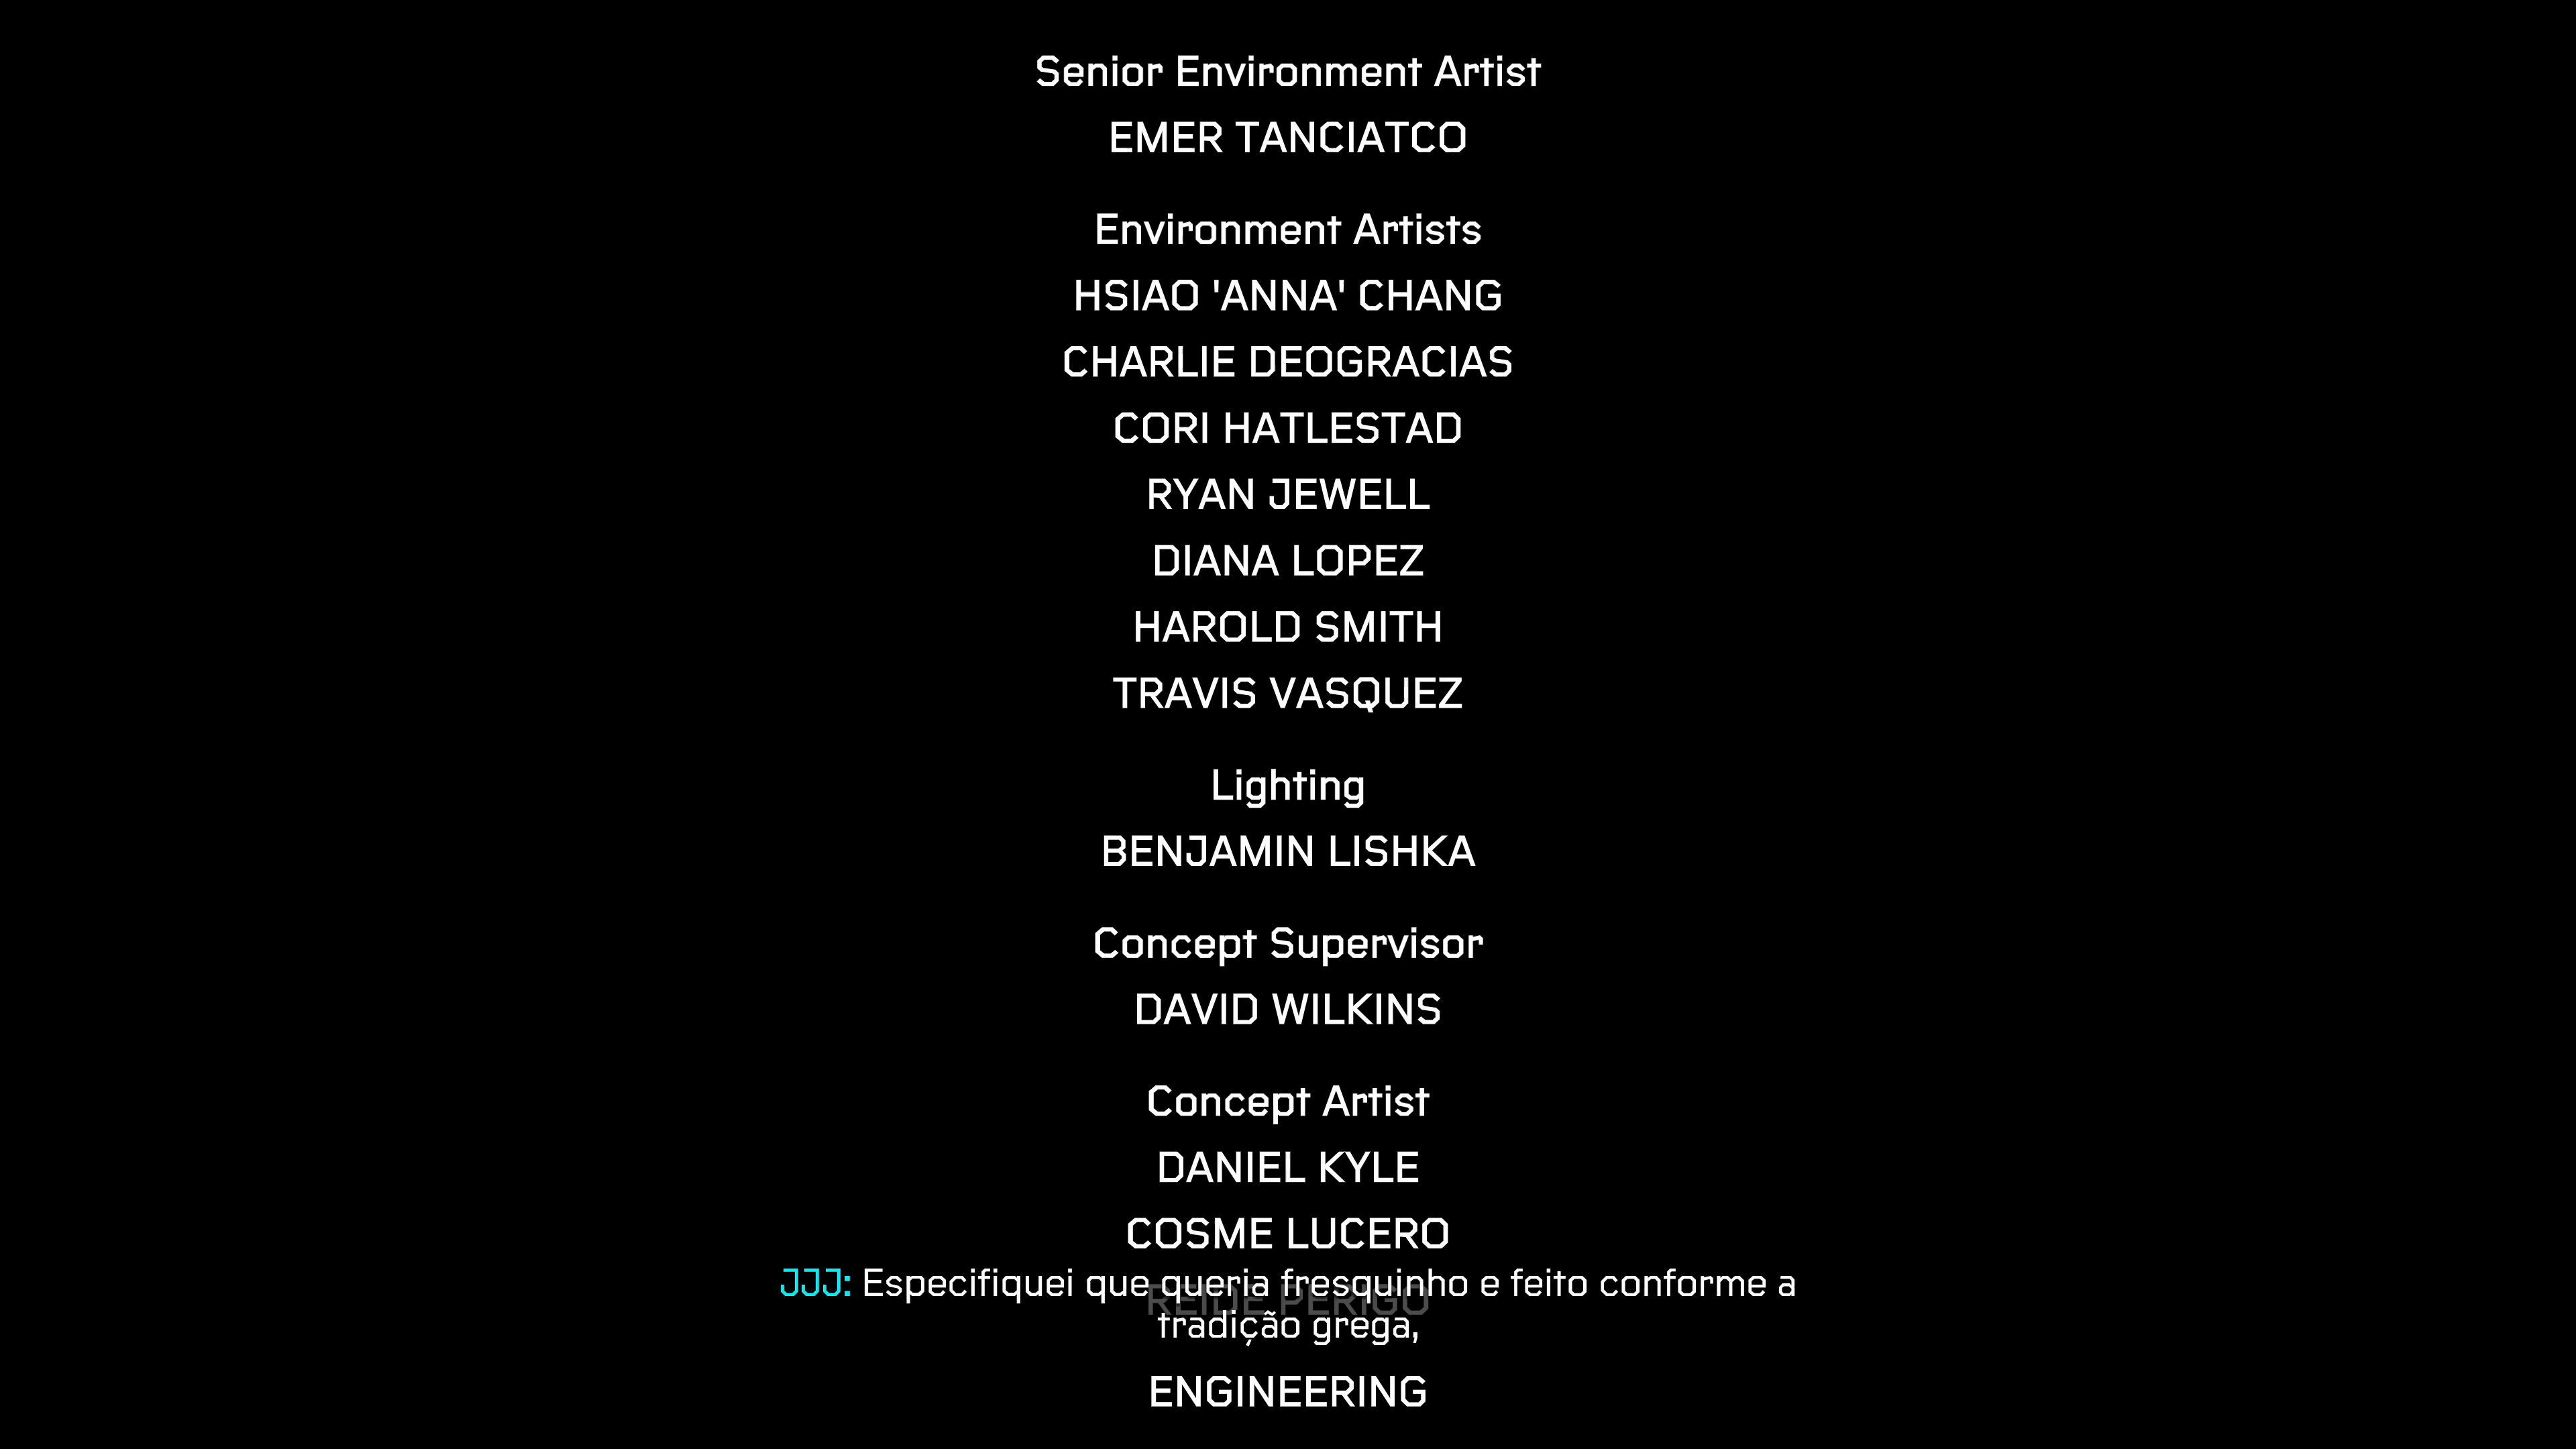 Senior Environment Artist
EMER TANCIATCO
Environment Artists
HSIAO 'ANNA' CHANG
CHARLIE DEOGRACIAS
CORI HATLESTAD
RYAN JEWELL
DIANA LOPEZ
HAROLD SMITH
TRAVIS VASQUEZ
Lighting
BENJAMIN LISHKA
Concept Supervisor
DAVID WILKINS
Concept Artist
DANIEL KYLE
COSME LUCERO
JJJ: Especifiquei que queria fresquinho e feito conforme a
REIDE PERIGO
tradição grega,
ENGINEERING